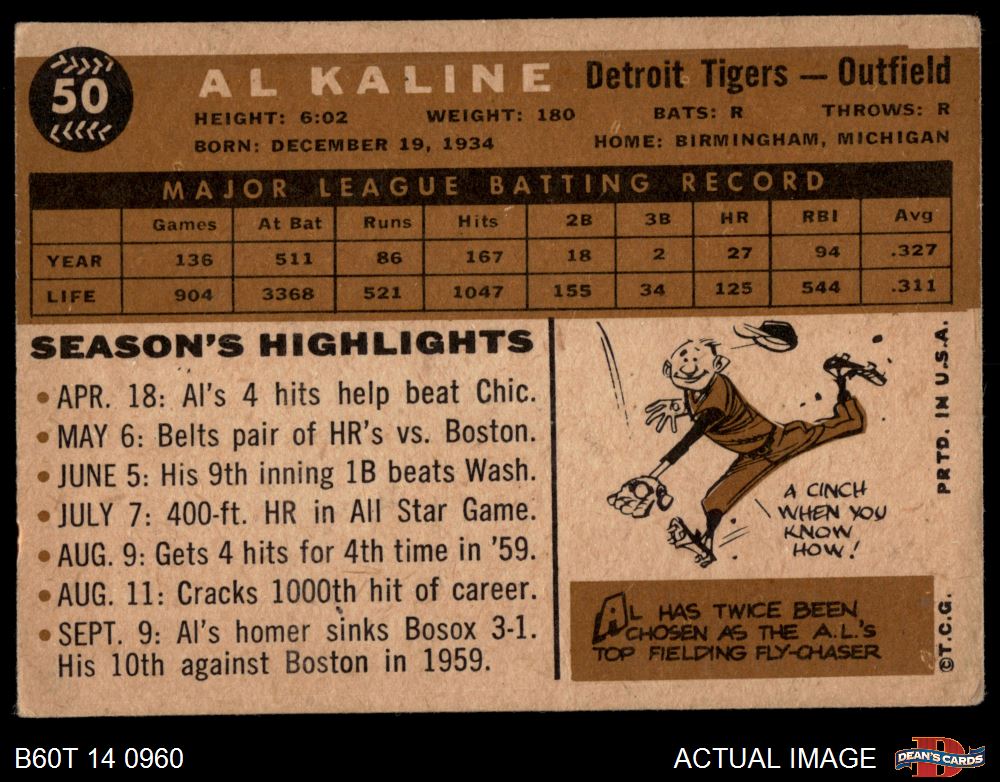 50
AL KALINE Detroit Tigers — Outfield
HEIGHT: 6:02 WEIGHT: 180 BATS: R THROWS: R
BORN: DECEMBER 19, 1934 HOME: BIRMINGHAM, MICHIGAN
MAJOR LEAGUE BATTING RECORD
Games At Bat Runs Hits 2B 3B HR RBI Avg
YEAR 136 511 86 167 18 2 27 94 .327
LIFE 904 3368 521 1047 155 34 125 544 .311
SEASON'S HIGHLIGHTS
• APR. 18: Al's 4 hits help beat Chic.
• MAY 6: Belts pair of HR's vs. Boston.
• JUNE 5: His 9th inning 1B beats Wash.
• JULY 7: 400-ft. HR in All Star Game.
• AUG. 9: Gets 4 hits for 4th time in '59.
• AUG. 11: Cracks 1000th hit of career.
• SEPT. 9: Al's homer sinks Bosox 3-1.
His 10th against Boston in 1959.
A CINCH
WHEN YOU
KNOW
HOW!
AL HAS TWICE BEEN
CHOSEN AS THE A.L.'S
TOP FIELDING FLY-CHASER
©T.C.G. PRTD. IN U.S.A.
B60T 14 0960 ACTUAL IMAGE
D
DEAN'S CARDS